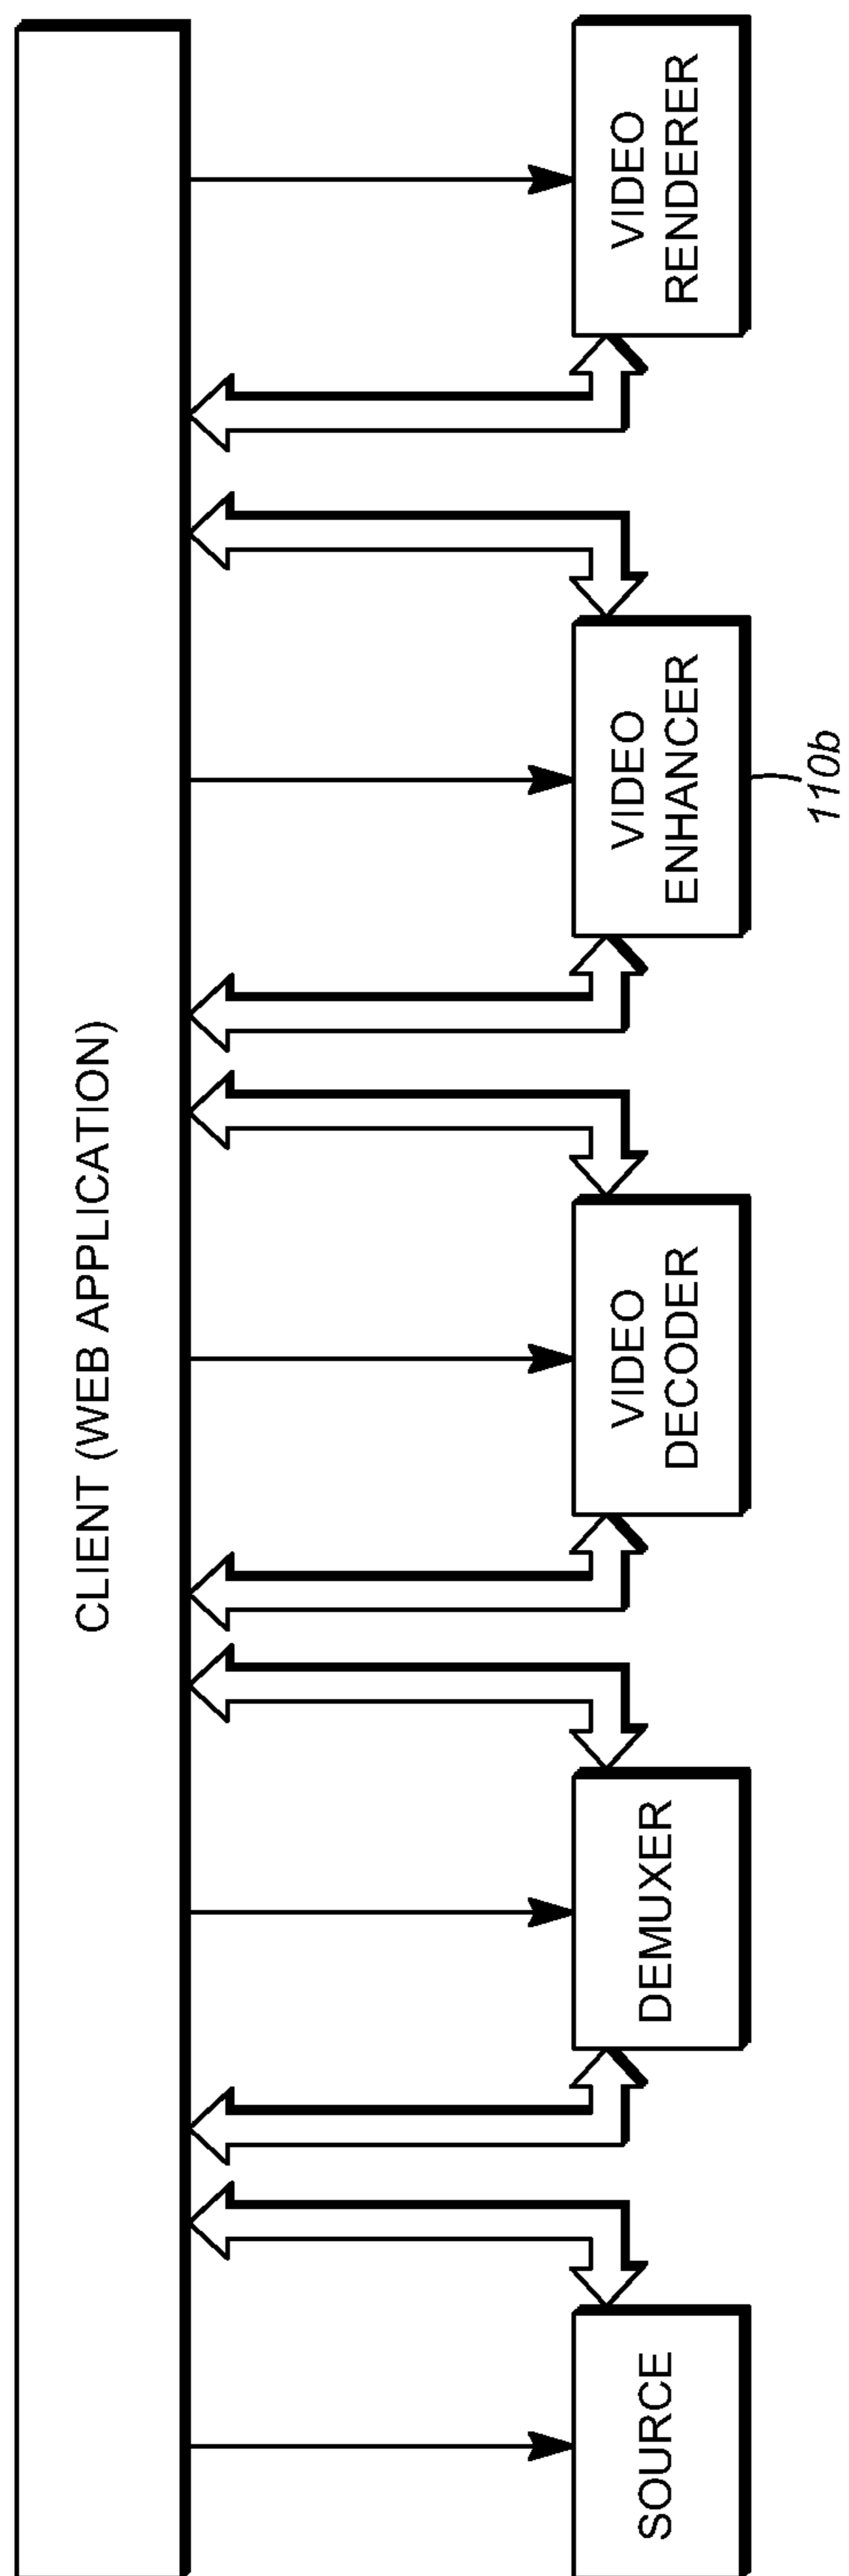 CLIENT (WEB APPLICATION)
SOURCE
DEMUXER
VIDEO
DECODER
VIDEO
ENHANCER
VIDEO
RENDERER
110b